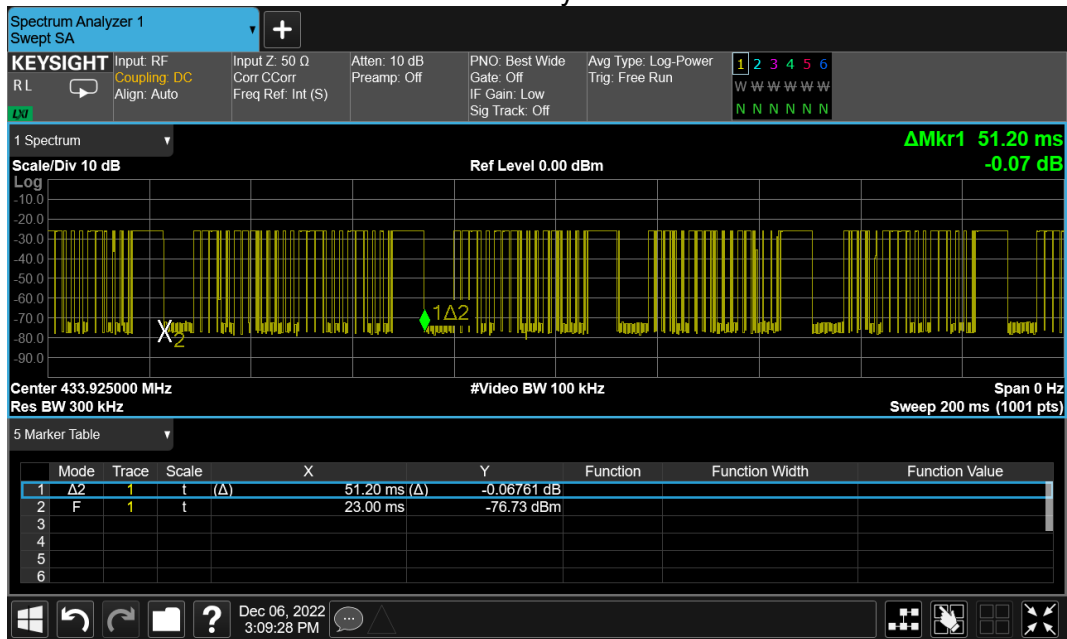 Spectrum Analyzer 1
Swept SA
KEYSIGHT Input: RF Input Z: 50 Ω Atten: 10 dB PNO: Best Wide Avg Type: Log-Power 1 2 3 4 5 6
RL Coupling: DC Corr CCorr Preamp: Off Gate: Off Trig: Free Run W W W W W W
Align: Auto Freq Ref: Int (S) IF Gain: Low
LXI Sig Track: Off N N N N N N
1 Spectrum ΔMkr1 51.20 ms
Scale/Div 10 dB Ref Level 0.00 dBm -0.07 dB
Log
-10.0
-20.0
-30.0
-40.0
-50.0
-60.0
-70.0 1Δ2
-80.0 X2
-90.0
Center 433.925000 MHz #Video BW 100 kHz Span 0 Hz
Res BW 300 kHz Sweep 200 ms (1001 pts)
5 Marker Table
Mode Trace Scale X Y Function Function Width Function Value
1 Δ2 1 t (Δ) 51.20 ms (Δ) -0.06761 dB
2 F 1 t 23.00 ms -76.73 dBm
3
4
5
6
? Dec 06, 2022
3:09:28 PM